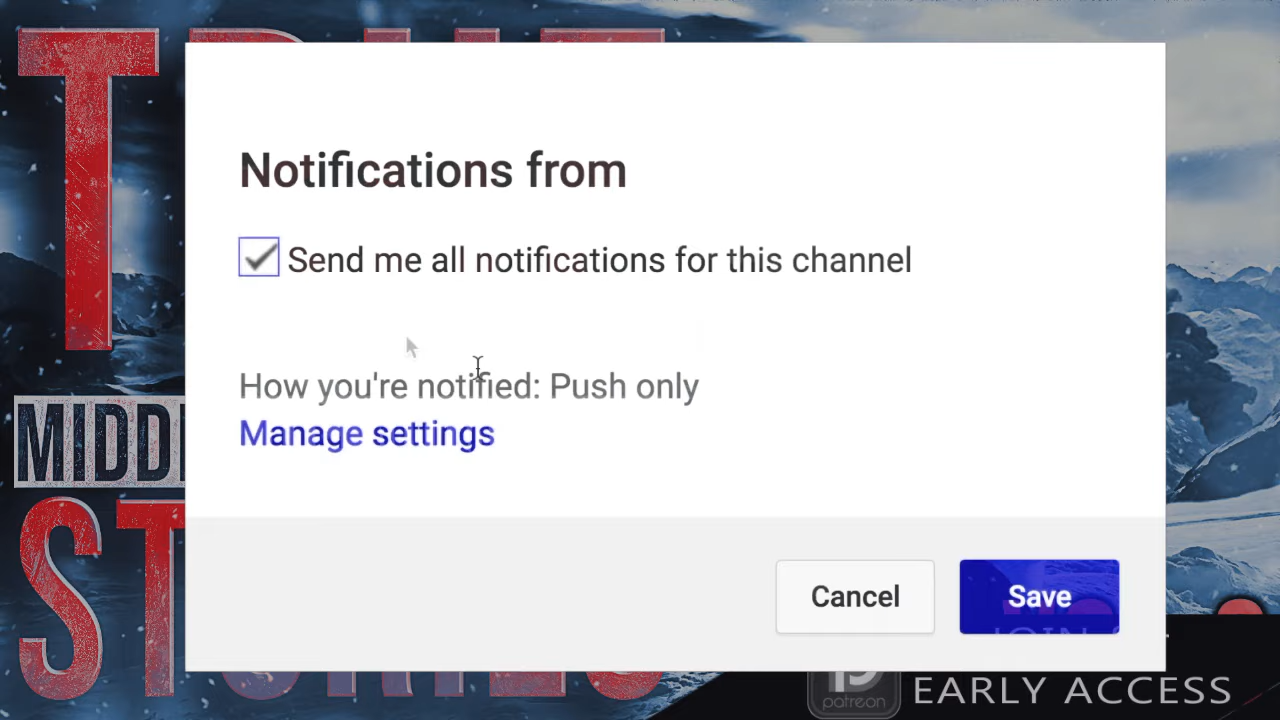 T
MIDD
ST
Notifications from
Send me all notifications for this channel
How you're notified: Push only
Manage settings
Cancel
Save
patreon
EARLY ACCESS